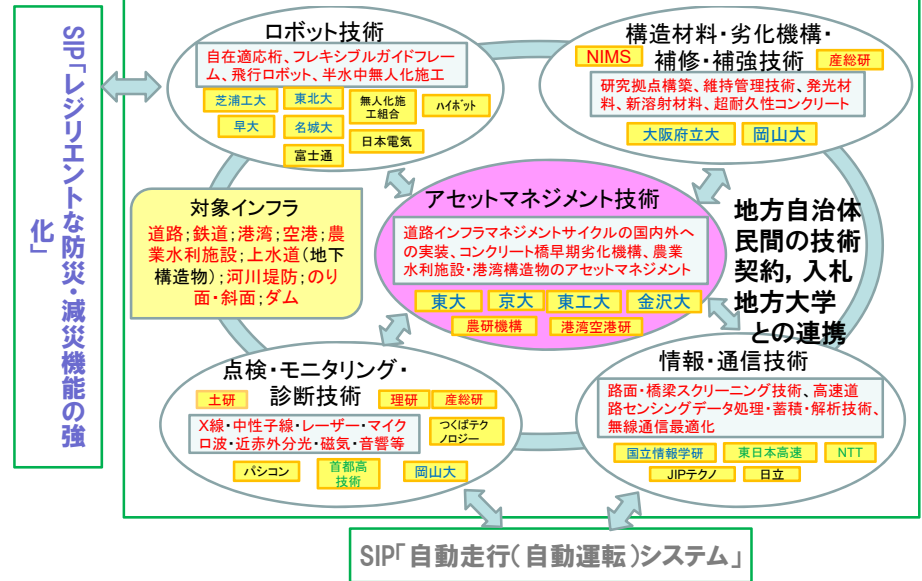 SIP「レジリエントな防災・減災機能の強
化」
ロボット技術
自在適応桁、フレキシブルガイドフレー
ム、飛行ロボット、半水中無人化施工
芝浦工大
東北大
無人化施
工組合
ハイボット
早大
名城大
日本電気
富士通
構造材料・劣化機構・
補修・補強技術
NIMS
産総研
研究拠点構築、維持管理技術、発光材
料、新溶射材料、超耐久性コンクリート
大阪府立大
岡山大
対象インフラ
道路;鉄道;港湾;空港;農
業水利施設;上水道(地下
構造物);河川堤防;のり
面・斜面;ダム
アセットマネジメント技術
道路インフラマネジメントサイクルの国内外へ
の実装、コンクリート橋早期劣化機構、農業
水利施設・港湾構造物のアセットマネジメント
東大
京大
東工大
金沢大
農研機構
港湾空港研
地方自治体
民間の技術
契約,入札
地方大学
との連携
点検・モニタリング・
診断技術
土研
理研
産総研
X線・中性子線・レーザー・マイク
ロ波・近赤外分光・磁気・音響等
つくばテク
ノロジー
パシコン
首都高
技術
岡山大
情報・通信技術
路面・橋梁スクリーニング技術、高速道
路センシングデータ処理・蓄積・解析技術、
無線通信最適化
国立情報学研
東日本高速
NTT
JIPテクノ
日立
SIP「自動走行(自動運転)システム」